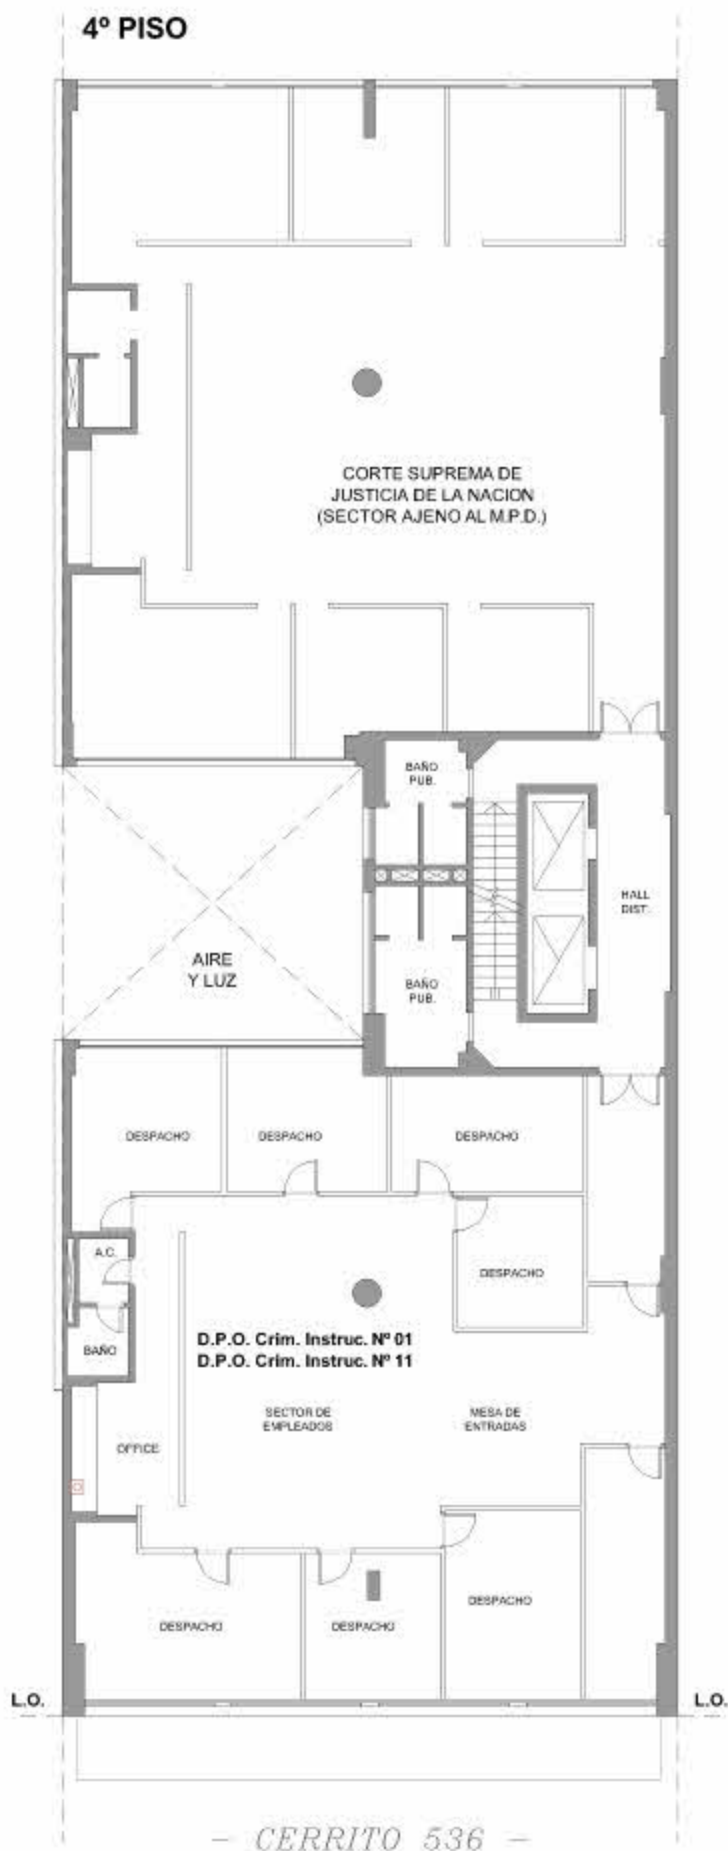 4º PISO
CORTE SUPREMA DE
JUSTICIA DE LA NACION
(SECTOR AJENO AL M.P.D.)
BAÑO
PUB.
HALL
DIST.
AIRE
Y LUZ
BAÑO
PUB.
DESPACHO
DESPACHO
DESPACHO
A.C.
DESPACHO
D.P.O. Crim. Instruc. Nº 01
D.P.O. Crim. Instruc. Nº 11
BAÑO
SECTOR DE
EMPLEADOS
MESA DE
ENTRADAS
OFFICE
DESPACHO
DESPACHO
DESPACHO
L.O.
L.O.
- CERRITO 536 -